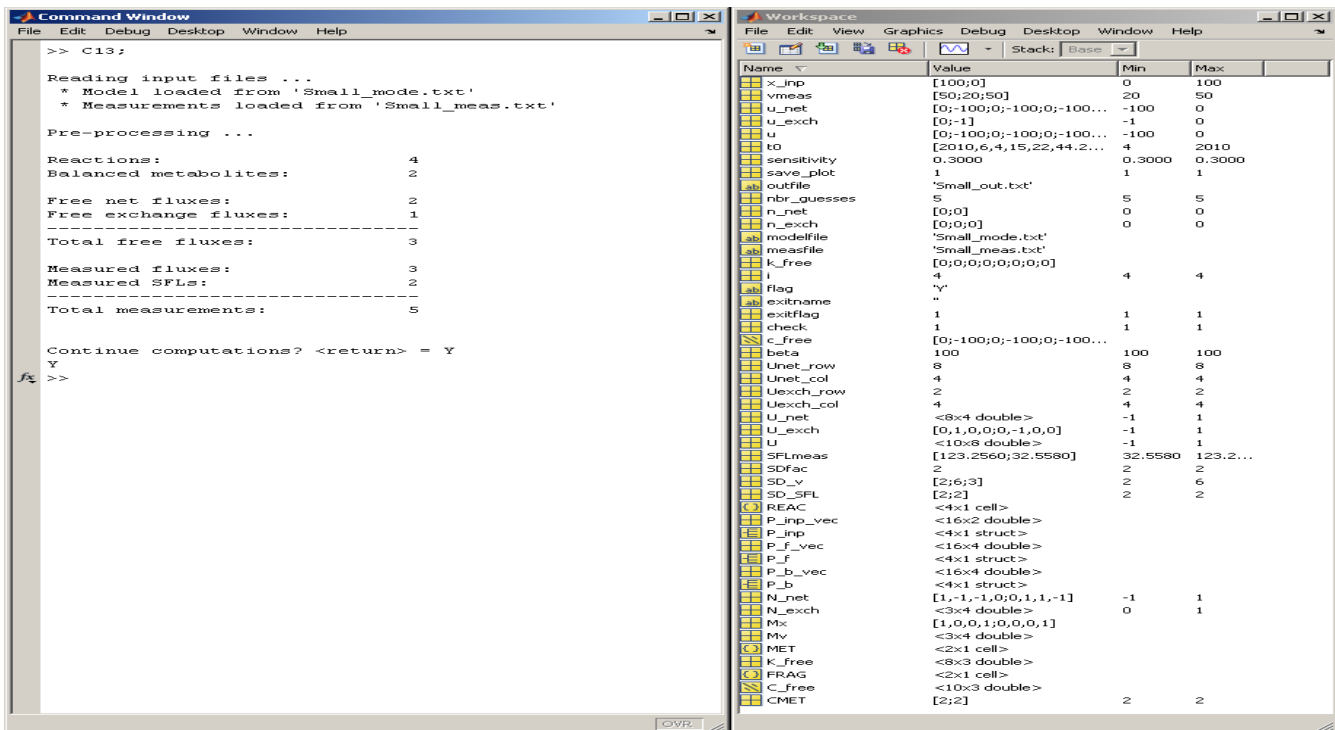 Command Window
File Edit Debug Desktop Window Help
>> C13;
Reading input files ...
* Model loaded from 'Small_mode.txt'
* Measurements loaded from 'Small_meas.txt'
Pre-processing ...
Reactions: 4
Balanced metabolites: 2
Free net fluxes: 2
Free exchange fluxes: 1
-----------------------------------
Total free fluxes: 3
Measured fluxes: 3
Measured SFLs: 2
-----------------------------------
Total measurements: 5
Continue computations? <return> = Y
Y
fx >>
OVR
Workspace
File Edit View Graphics Debug Desktop Window Help
Stack: Base
Name Value Min Max
x_inp [100;0] 0 100
vmeas [50;20;50] 20 50
u_net [0;-100;0;-100;0;-100... -100 0
u_exch [0;-1] -1 0
u [0;-100;0;-100;0;-100... -100 0
t0 [2010,6,4,15,22,44.2... 4 2010
sensitivity 0.3000 0.3000 0.3000
save_plot 1 1 1
ab outfile 'Small_out.txt'
nbr_guesses 5 5 5
n_net [0;0] 0 0
n_exch [0;0;0] 0 0
ab modelfile 'Small_mode.txt'
ab measfile 'Small_meas.txt'
k_free [0;0;0;0;0;0;0;0]
i 4 4 4
ab flag 'Y'
ab exitname ''
exitflag 1 1 1
check 1 1 1
c_free [0;-100;0;-100;0;-100...
beta 100 100 100
Unet_row 8 8 8
Unet_col 4 4 4
Uexch_row 2 2 2
Uexch_col 4 4 4
U_net <8x4 double> -1 1
U_exch [0,1,0,0;0,-1,0,0] -1 1
U <10x8 double> -1 1
SFLmeas [123.2560;32.5580] 32.5580 123.2...
SDfac 2 2 2
SD_v [2;6;3] 2 6
SD_SFL [2;2] 2 2
REAC <4x1 cell>
P_inp_vec <16x2 double>
P_inp <4x1 struct>
P_f_vec <16x4 double>
P_f <4x1 struct>
P_b_vec <16x4 double>
P_b <4x1 struct>
N_net [1,-1,-1,0;0,1,1,-1] -1 1
N_exch <3x4 double> 0 1
Mx [1,0,0,1;0,0,0,1]
Mv <3x4 double>
MET <2x1 cell>
K_free <8x3 double>
FRAG <2x1 cell>
C_free <10x3 double>
CMET [2;2] 2 2